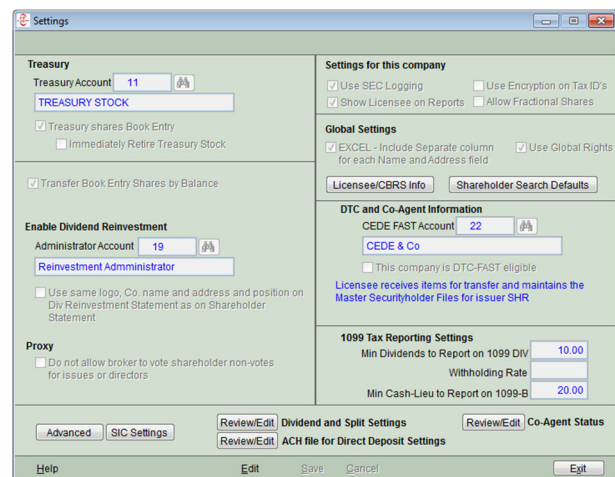 Settings
Treasury
Treasury Account 11
TREASURY STOCK
Treasury shares Book Entry
Immediately Retire Treasury Stock
Transfer Book Entry Shares by Balance
Enable Dividend Reinvestment
Administrator Account 19
Reinvestment Admministrator
Use same logo, Co. name and address and position on
Div Reinvestment Statement as on Shareholder
Statement
Proxy
Do not allow broker to vote shareholder non-votes
for issues or directors
Settings for this company
Use SEC Logging Use Encryption on Tax ID's
Show Licensee on Reports Allow Fractional Shares
Global Settings
EXCEL - Include Separate column Use Global Rights
for each Name and Address field
Licensee/CBRS Info Shareholder Search Defaults
DTC and Co-Agent Information
CEDE FAST Account 22
CEDE & Co
This company is DTC-FAST eligible
Licensee receives items for transfer and maintains the
Master Securityholder Files for issuer SHR
1099 Tax Reporting Settings
Min Dividends to Report on 1099 DIV 10.00
Withholding Rate
Min Cash-Lieu to Report on 1099-B 20.00
Advanced SIC Settings
Review/Edit Dividend and Split Settings Review/Edit Co-Agent Status
Review/Edit ACH file for Direct Deposit Settings
Help Edit Save Cancel Exit